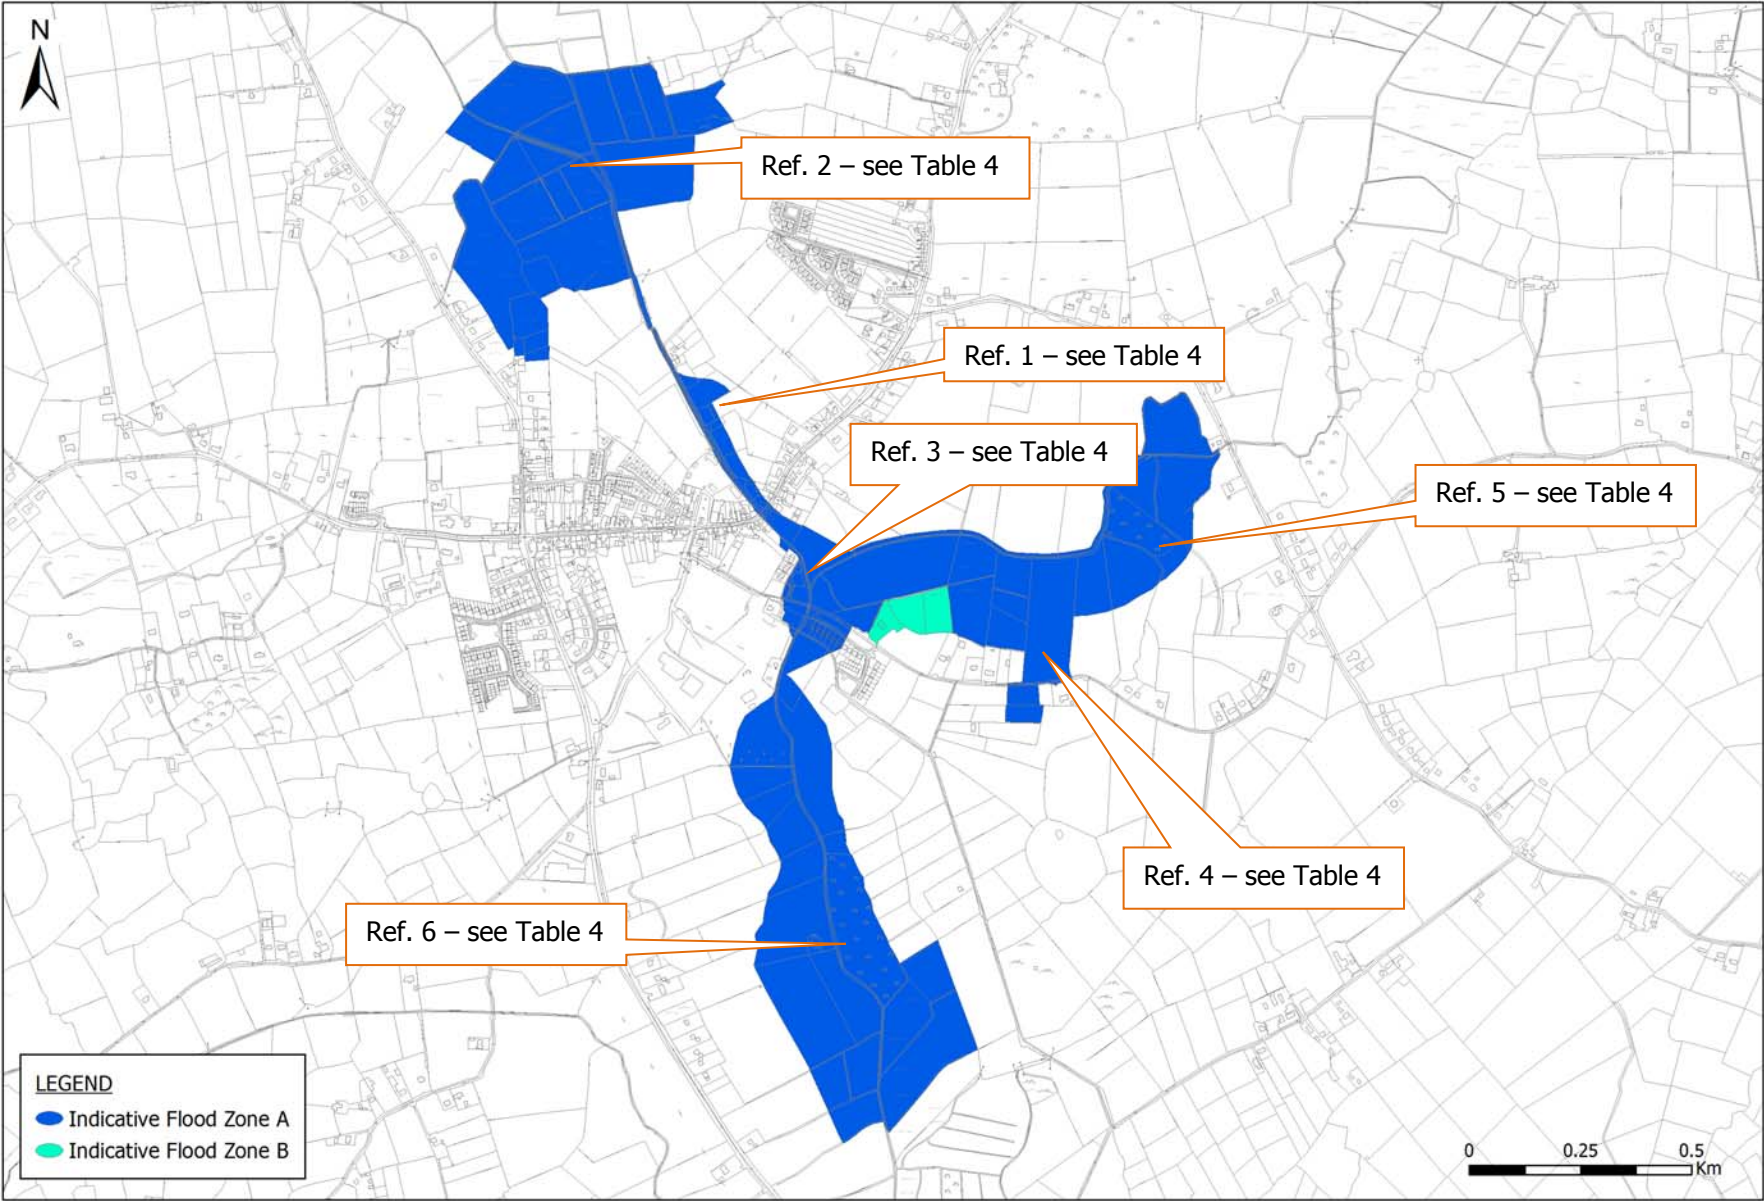 N
Ref. 2 – see Table 4
Ref. 1 – see Table 4
Ref. 3 – see Table 4
Ref. 5 – see Table 4
Ref. 4 – see Table 4
Ref. 6 – see Table 4
LEGEND
Indicative Flood Zone A
Indicative Flood Zone B
0 0.25 0.5
Km